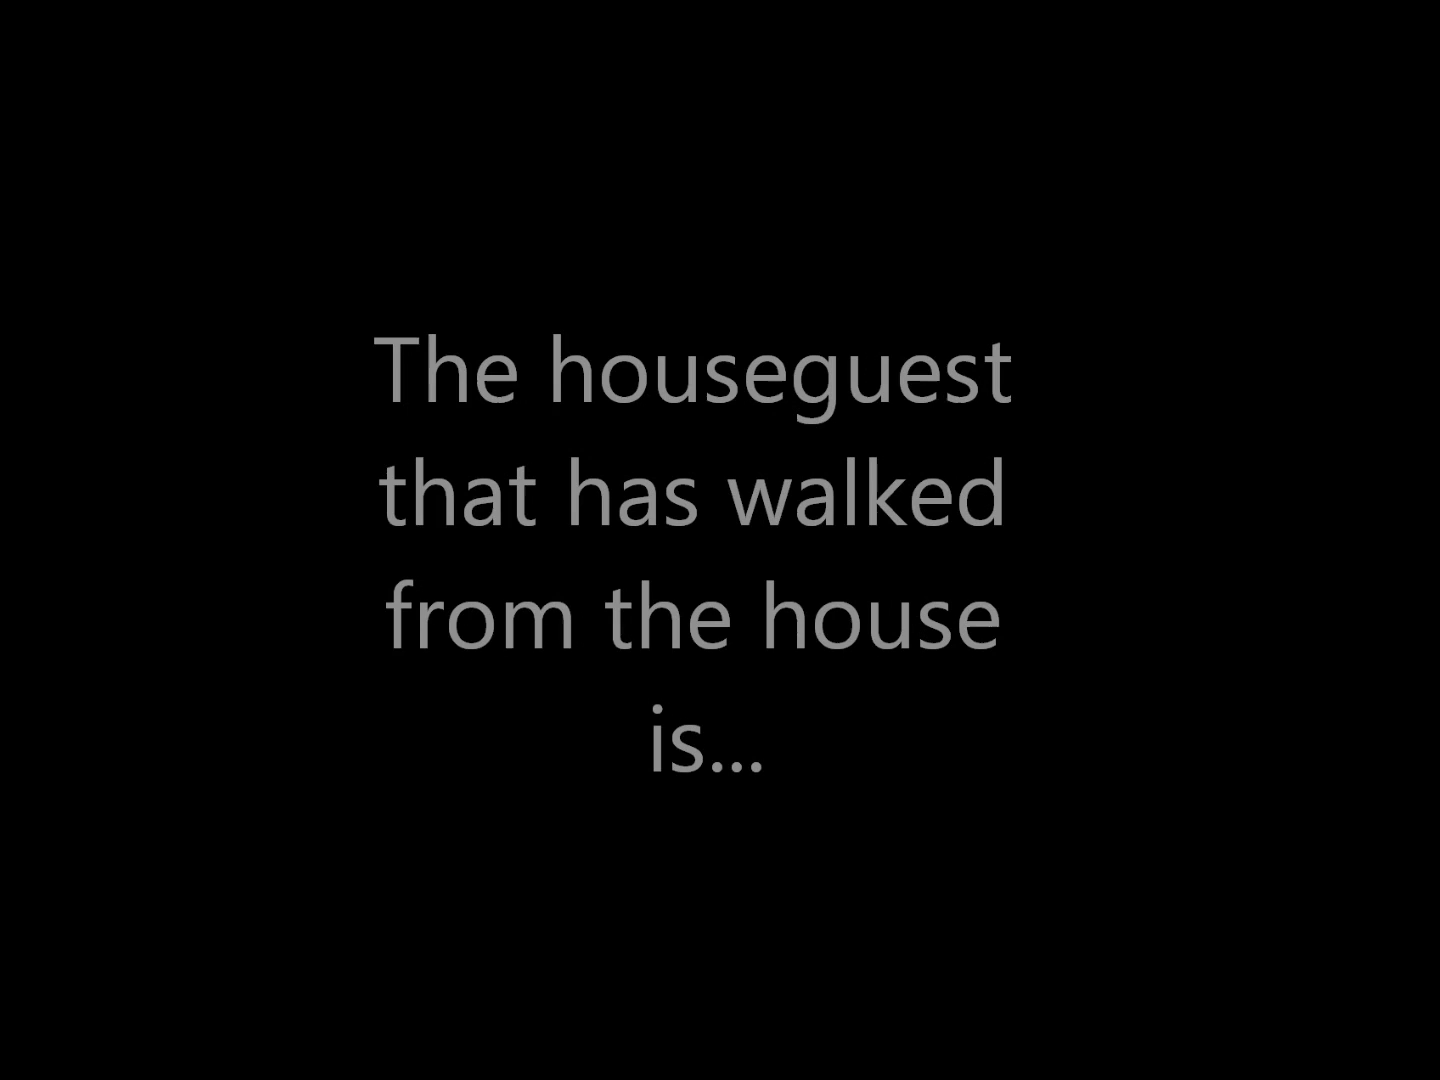 The houseguest
that has walked
from the house
is...